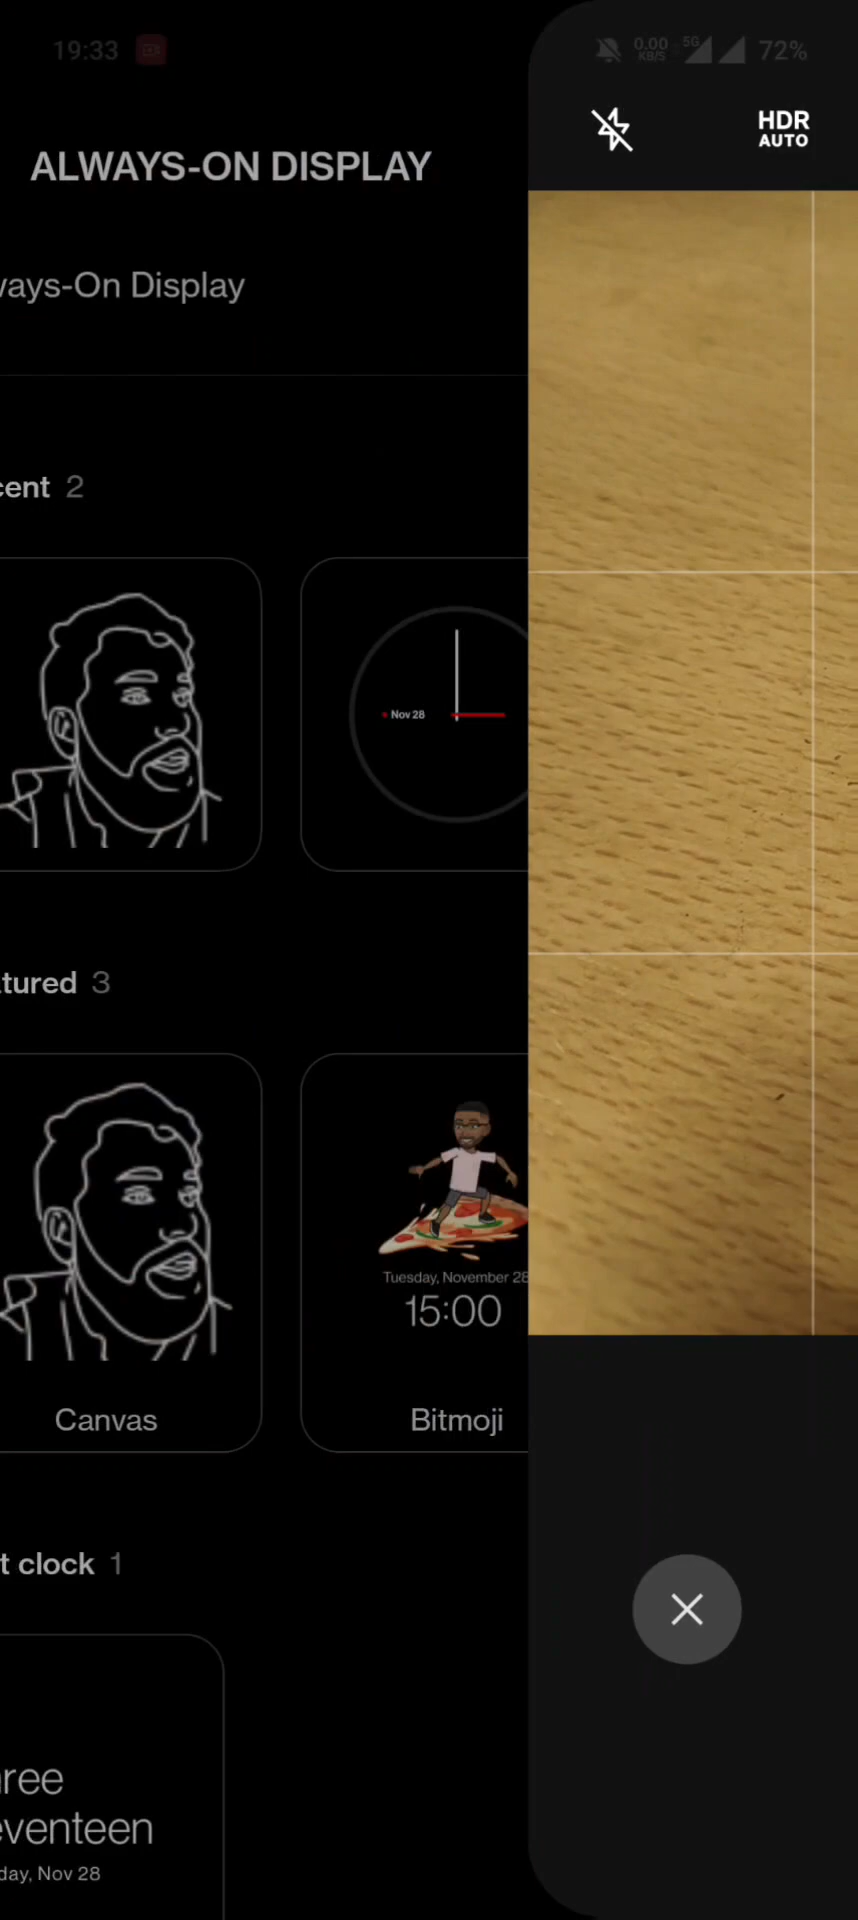 19:33
0.00
KB/S
5G
72%
HDR
AUTO
ALWAYS-ON DISPLAY
ways-On Display
cent 2
Nov 28
tured 3
Tuesday, November 28
15:00
Canvas
Bitmoji
t clock 1
ree
eventeen
day, Nov 28